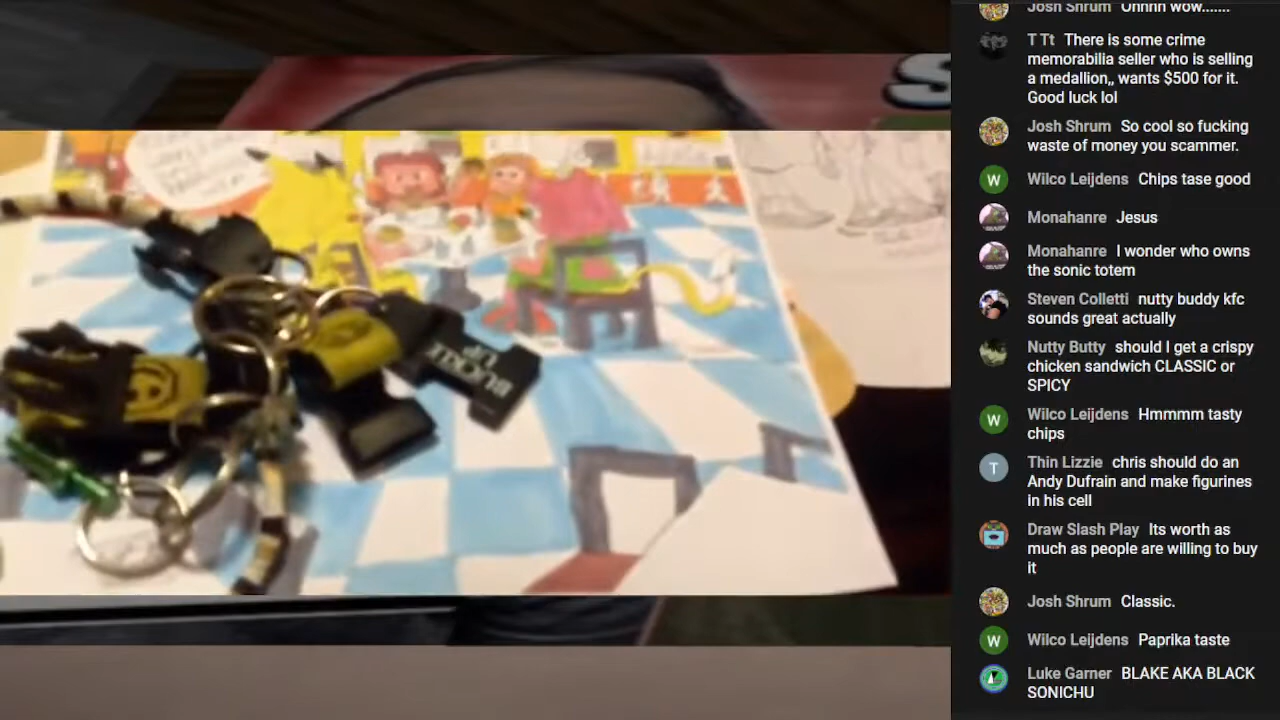 S
BUCKLE
UP
Josh Shrum Uhhhh wow.......
T Tt There is some crime
memorabilia seller who is selling
a medallion,, wants $500 for it.
Good luck lol
Josh Shrum So cool so fucking
waste of money you scammer.
W
Wilco Leijdens Chips tase good
Monahanre Jesus
Monahanre I wonder who owns
the sonic totem
Steven Colletti nutty buddy kfc
sounds great actually
Nutty Butty should I get a crispy
chicken sandwich CLASSIC or
SPICY
W
Wilco Leijdens Hmmmm tasty
chips
T
Thin Lizzie chris should do an
Andy Dufrain and make figurines
in his cell
Draw Slash Play Its worth as
much as people are willing to buy
it
Josh Shrum Classic.
W
Wilco Leijdens Paprika taste
Luke Garner BLAKE AKA BLACK
SONICHU